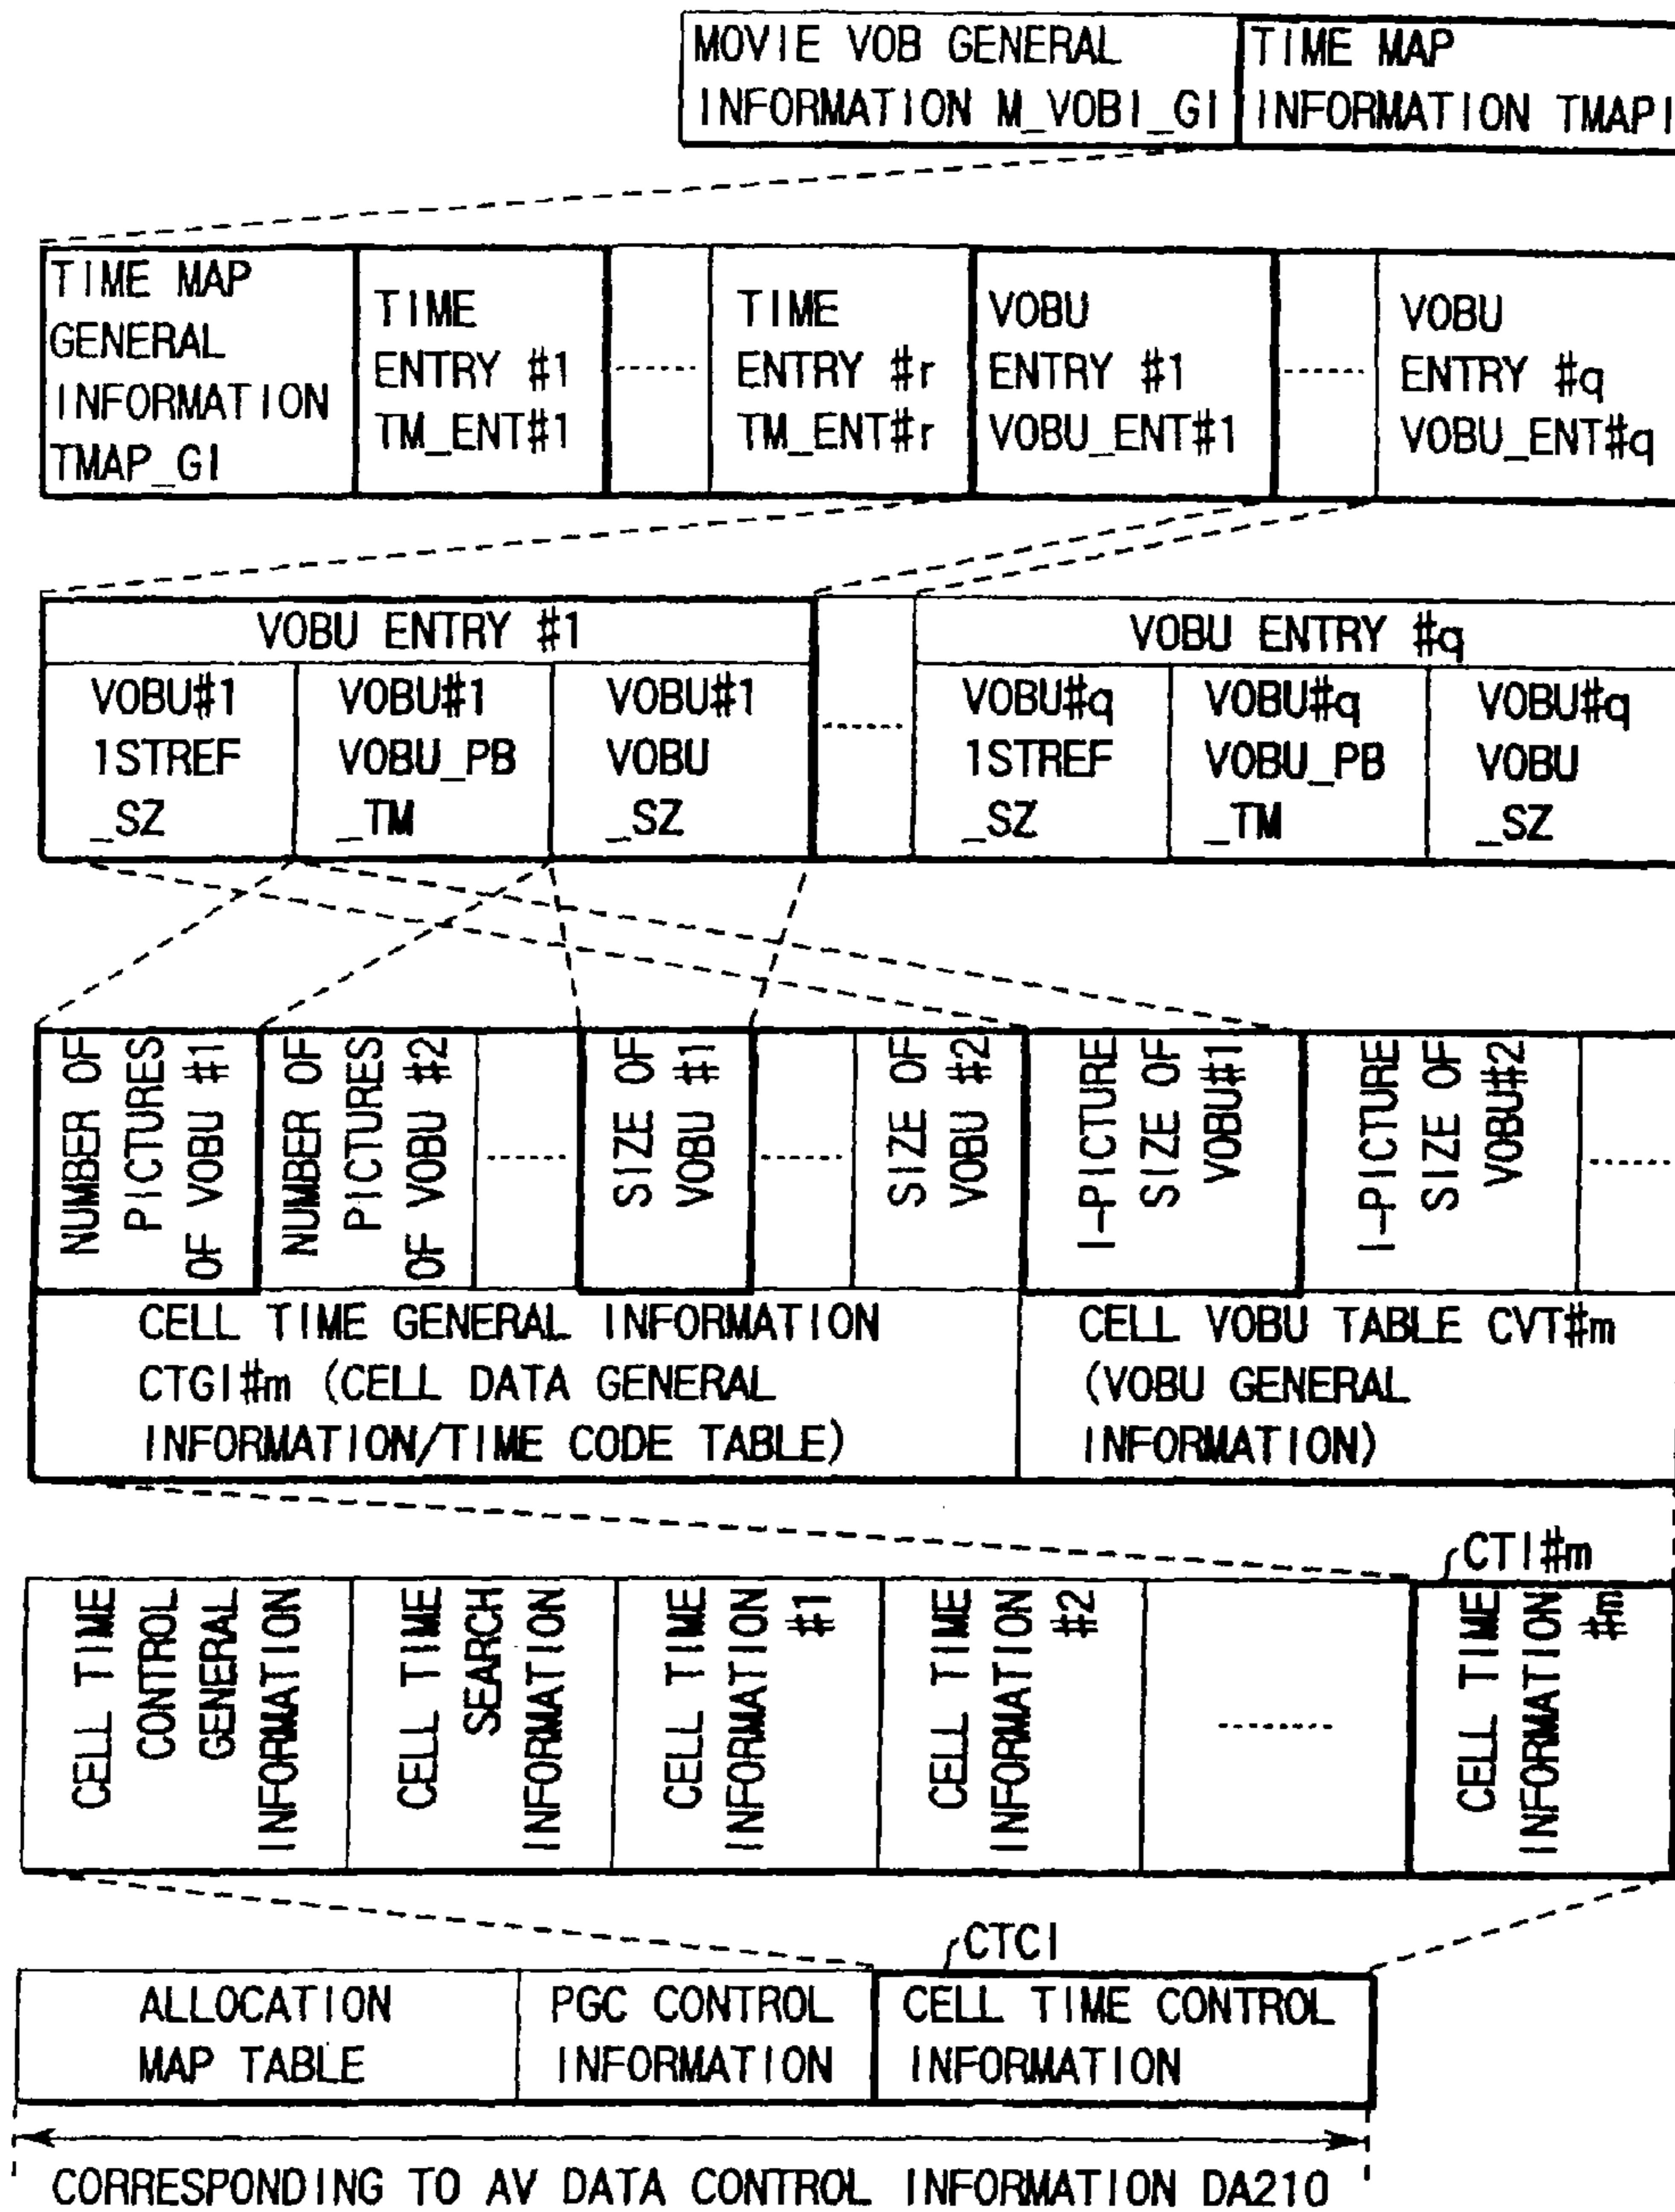 MOVIE VOB GENERAL
INFORMATION M_VOBI_GI
TIME MAP
INFORMATION TMAPI
TIME MAP
GENERAL
INFORMATION
TMAP_GI
TIME
ENTRY #1
TM_ENT#1
TIME
ENTRY #r
TM_ENT#r
VOBU
ENTRY #1
VOBU_ENT#1
VOBU
ENTRY #q
VOBU_ENT#q
VOBU ENTRY #1
VOBU#1
1STREF
_SZ
VOBU#1
VOBU_PB
_TM
VOBU#1
VOBU
_SZ
VOBU ENTRY #q
VOBU#q
1STREF
_SZ
VOBU#q
VOBU_PB
_TM
VOBU#q
VOBU
_SZ
NUMBER OF
PICTURES
OF VOBU #1
NUMBER OF
PICTURES
OF VOBU #2
SIZE OF
VOBU #1
SIZE OF
VOBU #2
I-PICTURE
SIZE OF
VOBU#1
I-PICTURE
SIZE OF
VOBU#2
CELL TIME GENERAL INFORMATION
CTGI#m (CELL DATA GENERAL
INFORMATION/TIME CODE TABLE)
CELL VOBU TABLE CVT#m
(VOBU GENERAL
INFORMATION)
CTI#m
CELL TIME
CONTROL
GENERAL
INFORMATION
CELL TIME
SEARCH
INFORMATION
CELL TIME
INFORMATION
#1
CELL TIME
INFORMATION
#2
CELL TIME
INFORMATION
#m
CTCI
ALLOCATION
MAP TABLE
PGC CONTROL
INFORMATION
CELL TIME CONTROL
INFORMATION
CORRESPONDING TO AV DATA CONTROL INFORMATION DA210